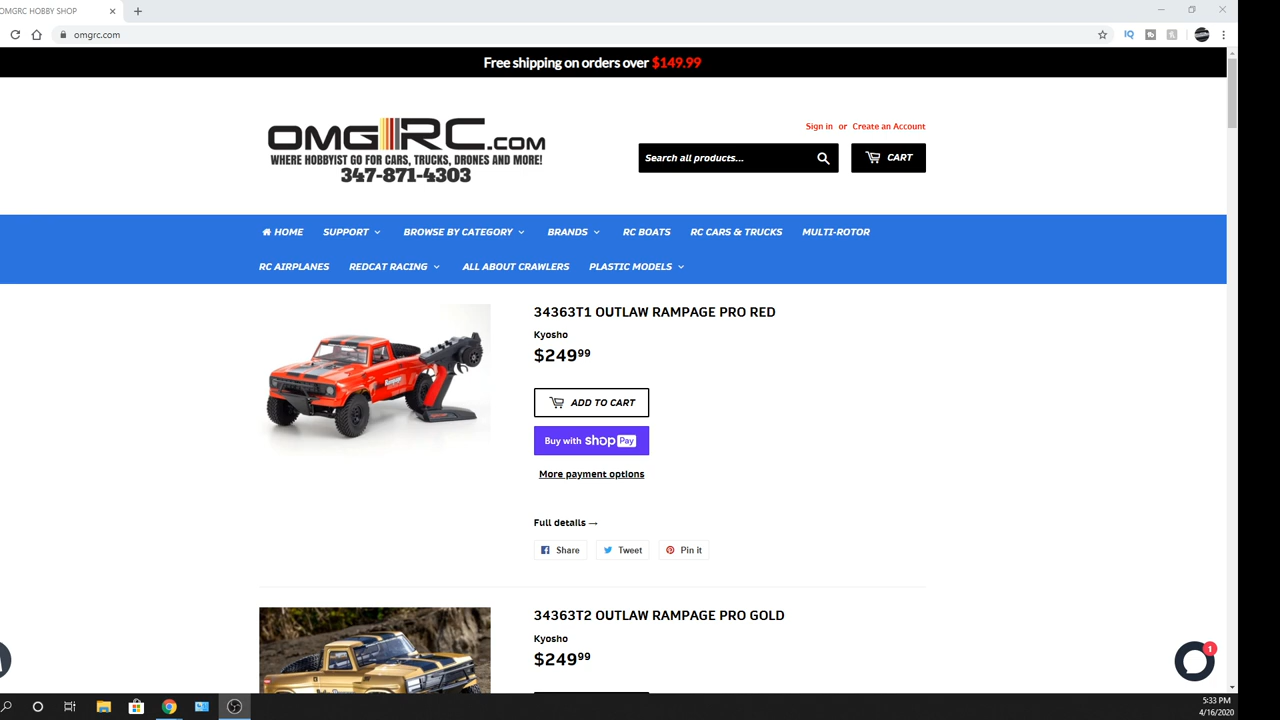 OMGRC HOBBY SHOP
omgrc.com
IQ
Free shipping on orders over $149.99
OMGRC.COM
WHERE HOBBYIST GO FOR CARS, TRUCKS, DRONES AND MORE!
347-871-4303
Sign in or Create an Account
Search all products...
CART
HOME SUPPORT BROWSE BY CATEGORY BRANDS RC BOATS RC CARS & TRUCKS MULTI-ROTOR
RC AIRPLANES REDCAT RACING ALL ABOUT CRAWLERS PLASTIC MODELS
34363T1 OUTLAW RAMPAGE PRO RED
Kyosho
$249.99
ADD TO CART
Buy with shop Pay
More payment options
Full details →
Share Tweet Pin it
34363T2 OUTLAW RAMPAGE PRO GOLD
Kyosho
$249.99
1
5:33 PM
4/16/2020